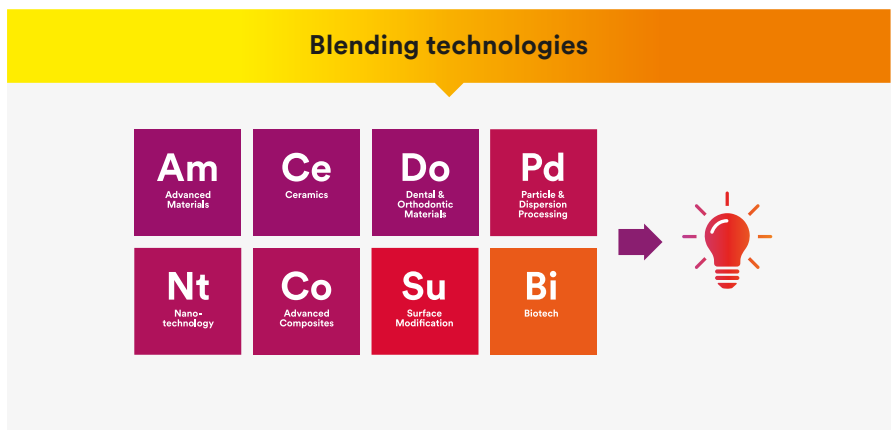 Blending technologies
Am
Advanced
Materials
Ce
Ceramics
Do
Dental &
Orthodontic
Materials
Pd
Particle &
Dispersion
Processing
Nt
Nano-
technology
Co
Advanced
Composites
Su
Surface
Modification
Bi
Biotech